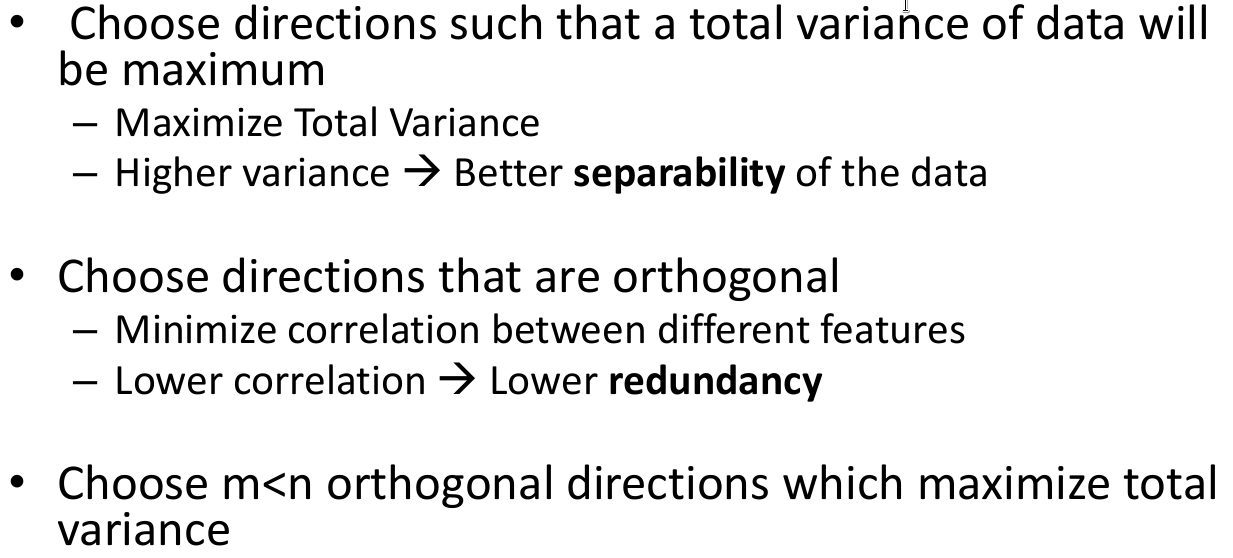 • Choose directions such that a total variance of data will
be maximum
– Maximize Total Variance
– Higher variance → Better separability of the data
• Choose directions that are orthogonal
– Minimize correlation between different features
– Lower correlation → Lower redundancy
• Choose m<n orthogonal directions which maximize total
variance